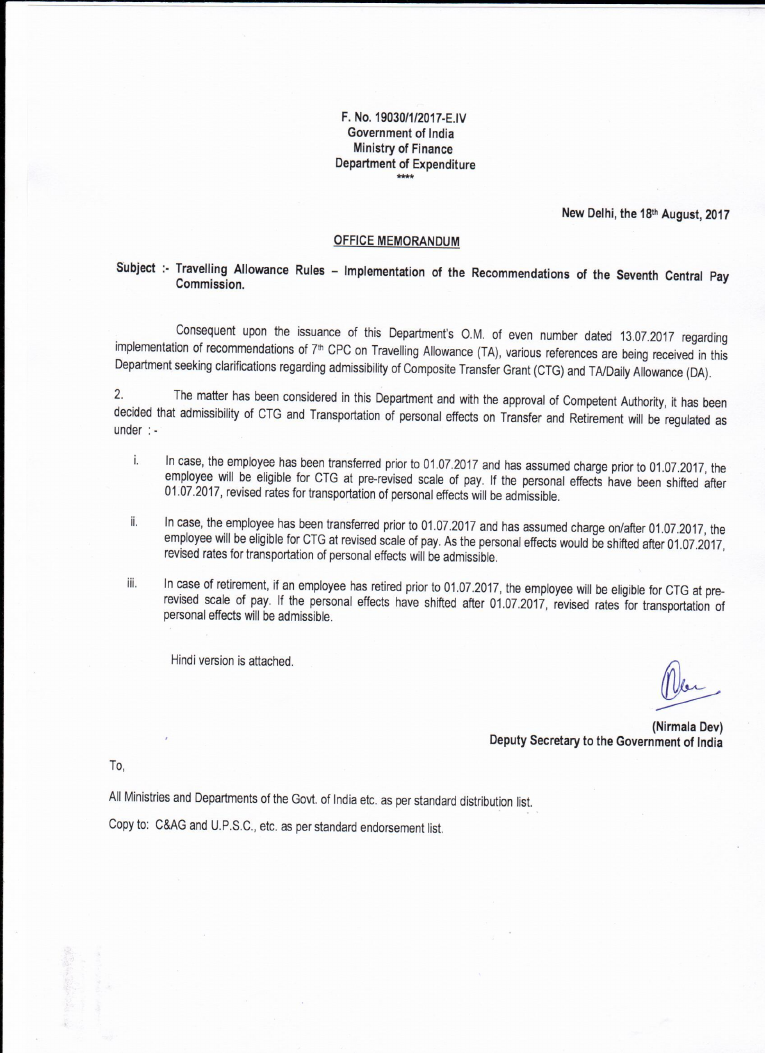 F. No. 19030/1/2017-E.IV
Government of India
Ministry of Finance
Department of Expenditure
****
New Delhi, the 18th August, 2017
OFFICE MEMORANDUM
Subject :- Travelling Allowance Rules – Implementation of the Recommendations of the Seventh Central Pay
Commission.
Consequent upon the issuance of this Department's O.M. of even number dated 13.07.2017 regarding
implementation of recommendations of 7th CPC on Travelling Allowance (TA), various references are being received in this
Department seeking clarifications regarding admissibility of Composite Transfer Grant (CTG) and TA/Daily Allowance (DA).
2. The matter has been considered in this Department and with the approval of Competent Authority, it has been
decided that admissibility of CTG and Transportation of personal effects on Transfer and Retirement will be regulated as
under : -
i. In case, the employee has been transferred prior to 01.07.2017 and has assumed charge prior to 01.07.2017, the
employee will be eligible for CTG at pre-revised scale of pay. If the personal effects have been shifted after
01.07.2017, revised rates for transportation of personal effects will be admissible.
ii. In case, the employee has been transferred prior to 01.07.2017 and has assumed charge on/after 01.07.2017, the
employee will be eligible for CTG at revised scale of pay. As the personal effects would be shifted after 01.07.2017,
revised rates for transportation of personal effects will be admissible.
iii. In case of retirement, if an employee has retired prior to 01.07.2017, the employee will be eligible for CTG at pre-
revised scale of pay. If the personal effects have shifted after 01.07.2017, revised rates for transportation of
personal effects will be admissible.
Hindi version is attached.
(Nirmala Dev)
Deputy Secretary to the Government of India
To,
All Ministries and Departments of the Govt. of India etc. as per standard distribution list.
Copy to: C&AG and U.P.S.C., etc. as per standard endorsement list.